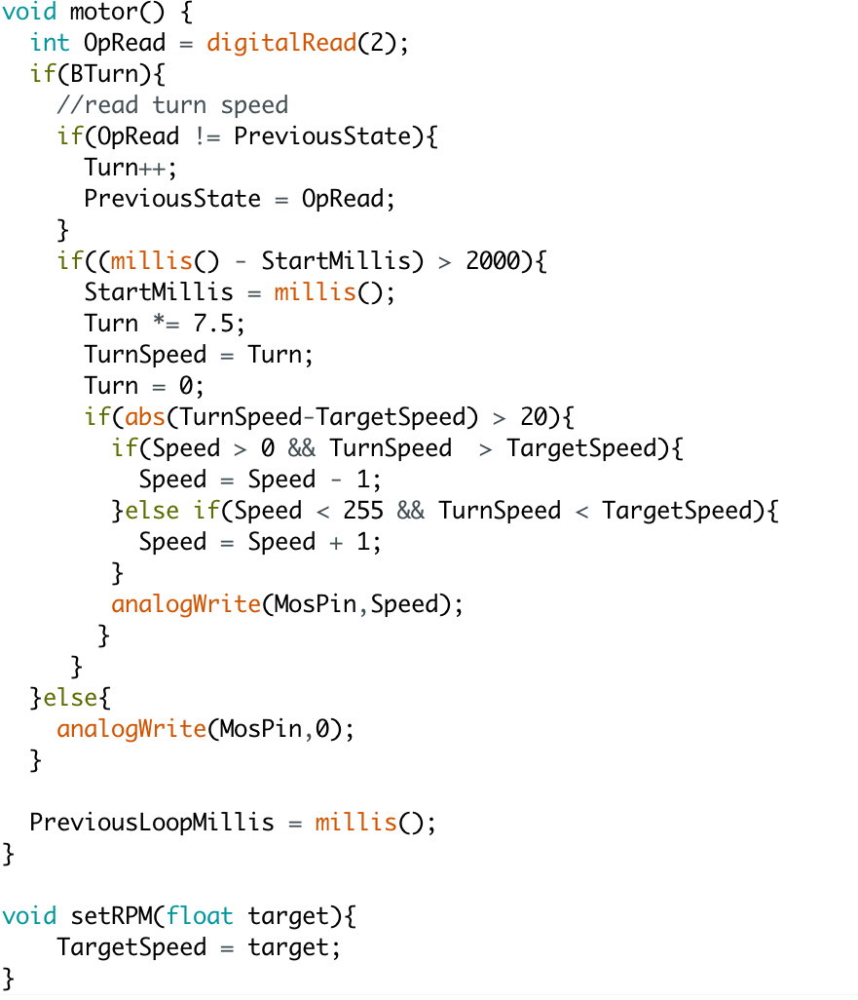 void motor() {
  int OpRead = digitalRead(2);
  if(BTurn){
    //read turn speed
    if(OpRead != PreviousState){
      Turn++;
      PreviousState = OpRead;
    }
    if((millis() - StartMillis) > 2000){
      StartMillis = millis();
      Turn *= 7.5;
      TurnSpeed = Turn;
      Turn = 0;
      if(abs(TurnSpeed-TargetSpeed) > 20){
        if(Speed > 0 && TurnSpeed  > TargetSpeed){
          Speed = Speed - 1;
        }else if(Speed < 255 && TurnSpeed < TargetSpeed){
          Speed = Speed + 1;
        }
        analogWrite(MosPin,Speed);
       }
     }
  }else{
    analogWrite(MosPin,0);
  }

  PreviousLoopMillis = millis();
}

void setRPM(float target){
    TargetSpeed = target;
}